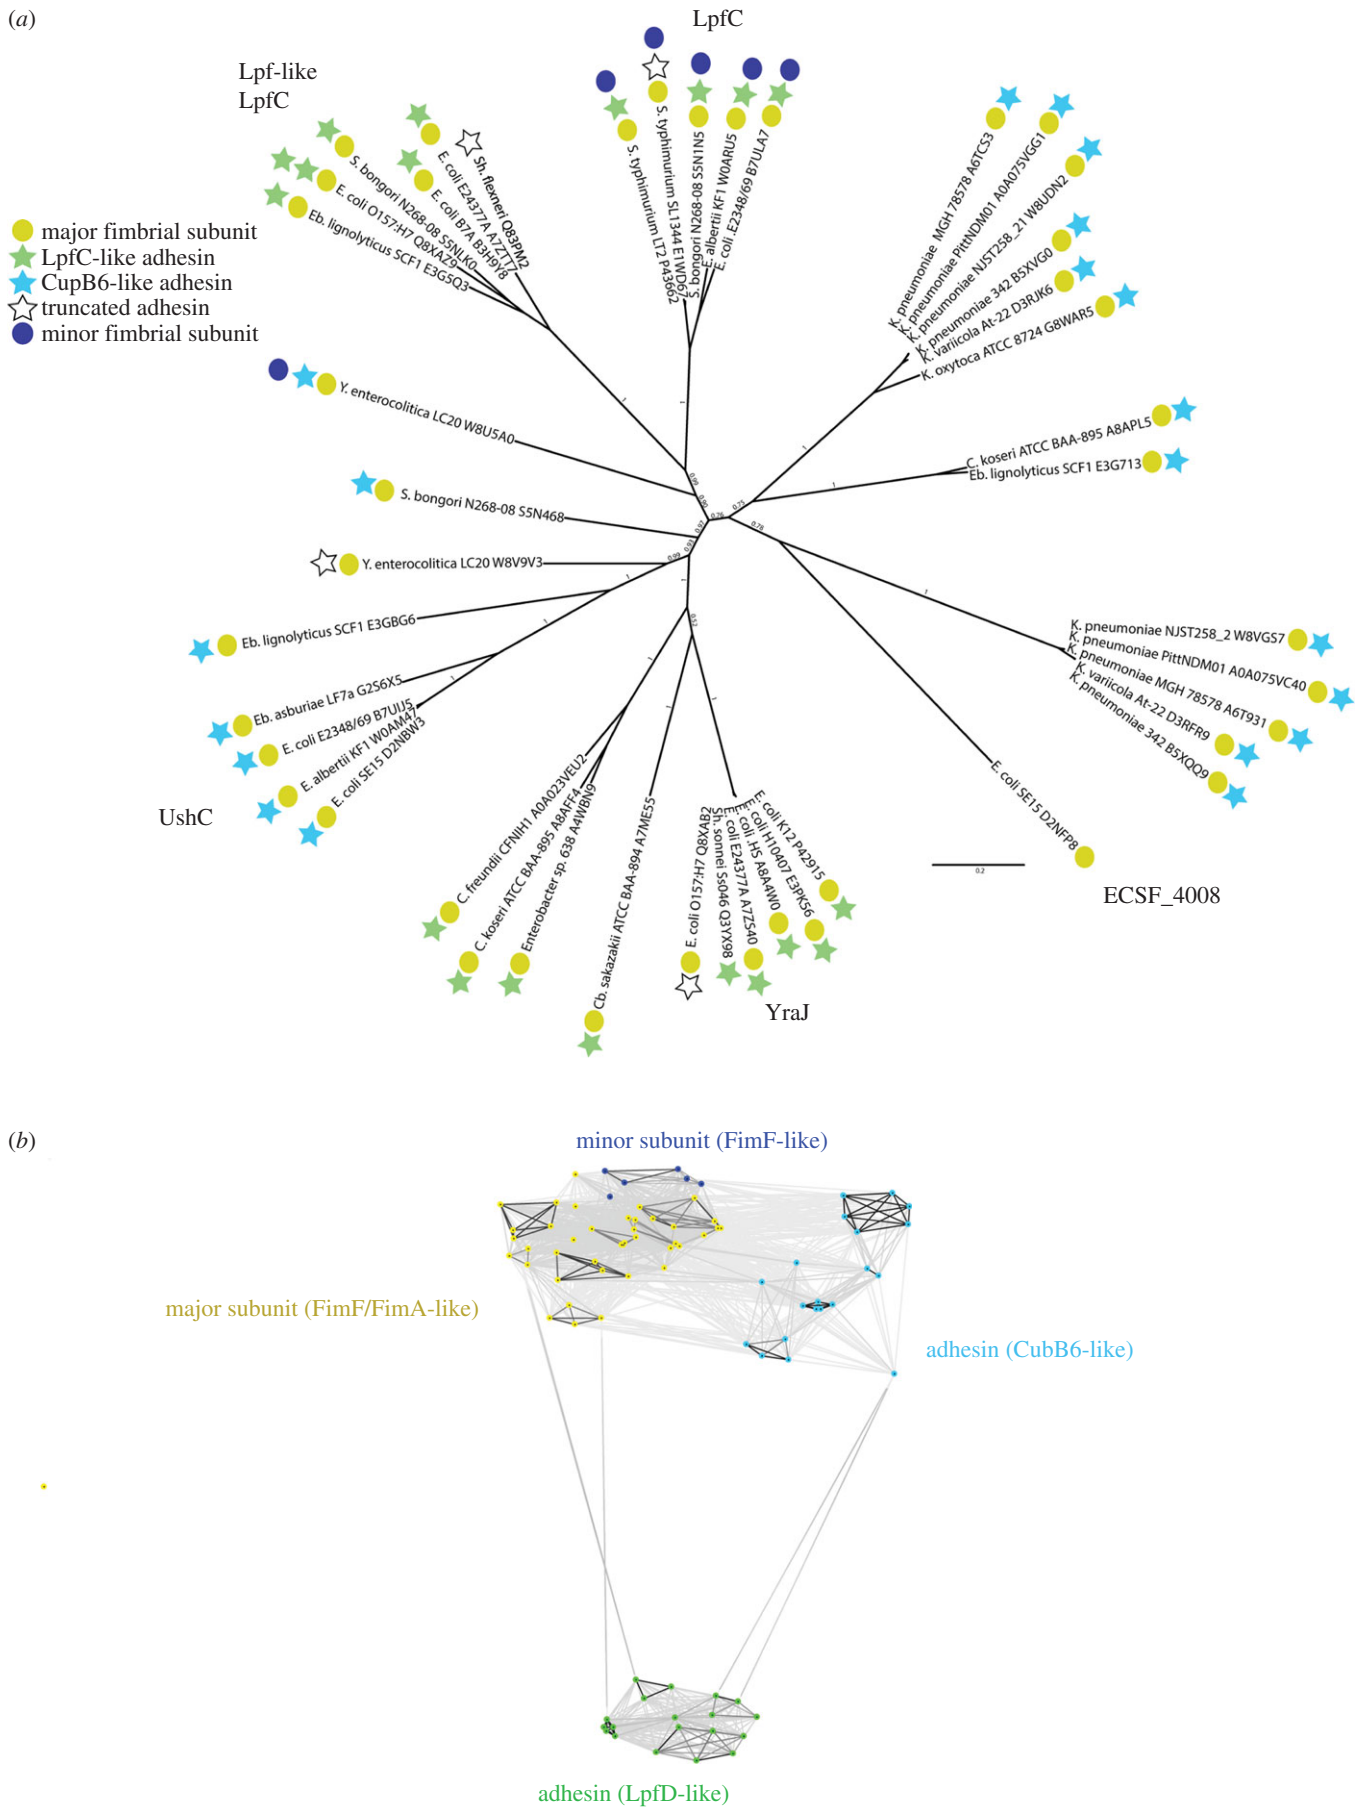 (a)
LpfC
Lpf-like
LpfC
major fimbrial subunit
LpfC-like adhesin
CupB6-like adhesin
truncated adhesin
minor fimbrial subunit
S. bongori N268-08 S5NLK0
E. coli O157:H7 Q8XAZ9
Eb. lignolyticus SCF1 E3G5Q3
E. coli E24377A A7ZT17
E. coli B7A B3H9Y8
Sh. flexneri Q83PM2
S. typhimurium LT2 P43662
S. typhimurium SL1344 E1WD67
S. bongori N268-08 S5N1N5
E. albertii KF1 W0ARU5
E. coli .E2348/69 B7ULA7
K. pneumoniae MGH 78578 A6TCS3
K. pneumoniae PittNDM01 A0A075VGG1
K. pneumoniae NJST258_21 W8UDN2
K. pneumoniae 342 B5XVG0
K. variicola At-22 D3RJK6
K. oxytoca ATCC 8724 G8WAR5
C. koseri ATCC BAA-895 A8APL5
Eb. lignolyticus SCF1 E3G713
Y. enterocolitica LC20 W8U5A0
S. bongori N268-08 S5N468
Y. enterocolitica LC20 W8V9V3
Eb. lignolyticus SCF1 E3GBG6
Eb. asburiae LF7a G2S6X5
E. coli E2348/69 B7UIJ5
E. albertii KF1 W0AM47
E. coli SE15 D2NBW3
UshC
K. pneumoniae NJST258_2 W8VGS7
K. pneumoniae PittNDM01 A0A075VC40
K. pneumoniae MGH 78578 A6T931
K. variicola At-22 D3RFR9
K. pneumoniae 342 B5XQQ9
E. coli SE15 D2NFP8
ECSF_4008
0.2
C. freundii CFNIH1 A0A023VEU2
C. koseri ATCC BAA-895 A8AFF4
Enterobacter sp. 638 A4WBN9
Cb. sakazakii ATCC BAA-894 A7ME55
E. coli O157:H7 Q8XAB2
Sh. sonnei Ss046 Q3YX98
E. coli E24377A A7ZS40
E. coli .HS A8A4W0
E. coli H10407 E3PK56
E. coli K12 P42915
YraJ
(b)
minor subunit (FimF-like)
major subunit (FimF/FimA-like)
adhesin (CubB6-like)
adhesin (LpfD-like)